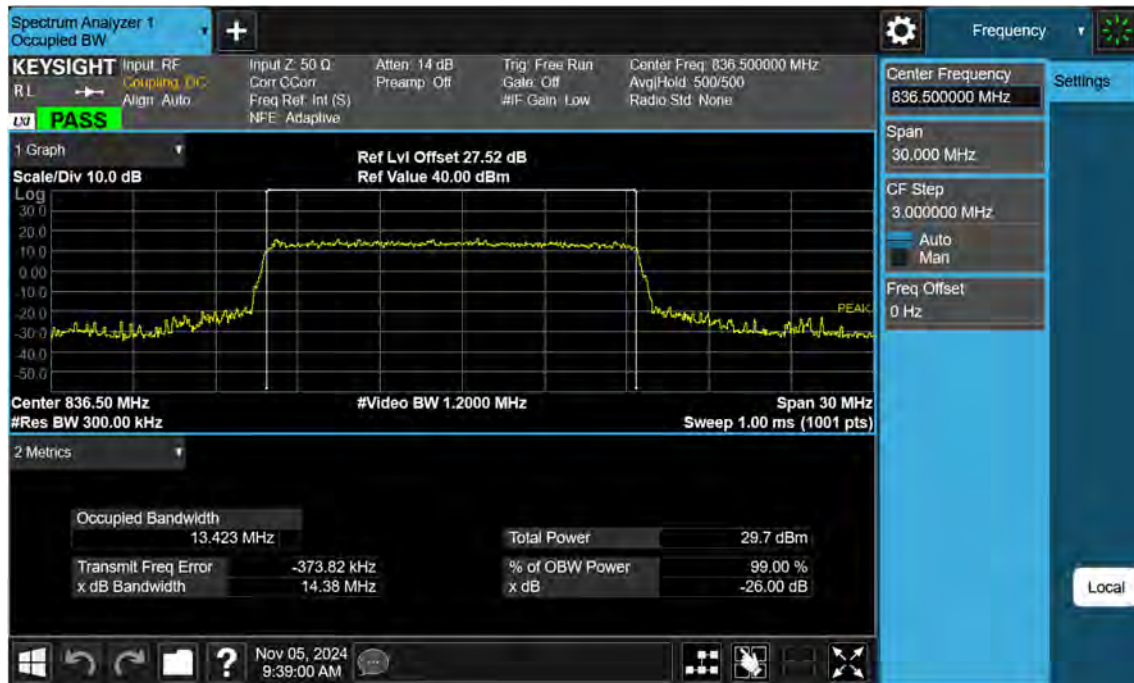 Spectrum Analyzer 1
Occupied BW
Frequency
KEYSIGHT
RL
LXI
PASS
Input: RF
Coupling: DC
Align: Auto
Input Z: 50 Ω
Corr CCorr
Freq Ref: Int (S)
NFE: Adaptive
Atten: 14 dB
Preamp: Off
Trig: Free Run
Gate: Off
#IF Gain: Low
Center Freq: 836.500000 MHz
Avg|Hold: 500/500
Radio Std: None
1 Graph
Scale/Div 10.0 dB
Ref Lvl Offset 27.52 dB
Ref Value 40.00 dBm
Log
30.0
20.0
10.0
0.00
-10.0
-20.0
-30.0
-40.0
-50.0
PEAK
Center 836.50 MHz
#Video BW 1.2000 MHz
Span 30 MHz
#Res BW 300.00 kHz
Sweep 1.00 ms (1001 pts)
2 Metrics
Occupied Bandwidth
13.423 MHz
Total Power 29.7 dBm
Transmit Freq Error -373.82 kHz
% of OBW Power 99.00 %
x dB Bandwidth 14.38 MHz
x dB -26.00 dB
Center Frequency
836.500000 MHz
Settings
Span
30.000 MHz
CF Step
3.000000 MHz
Auto
Man
Freq Offset
0 Hz
Local
?
Nov 05, 2024
9:39:00 AM